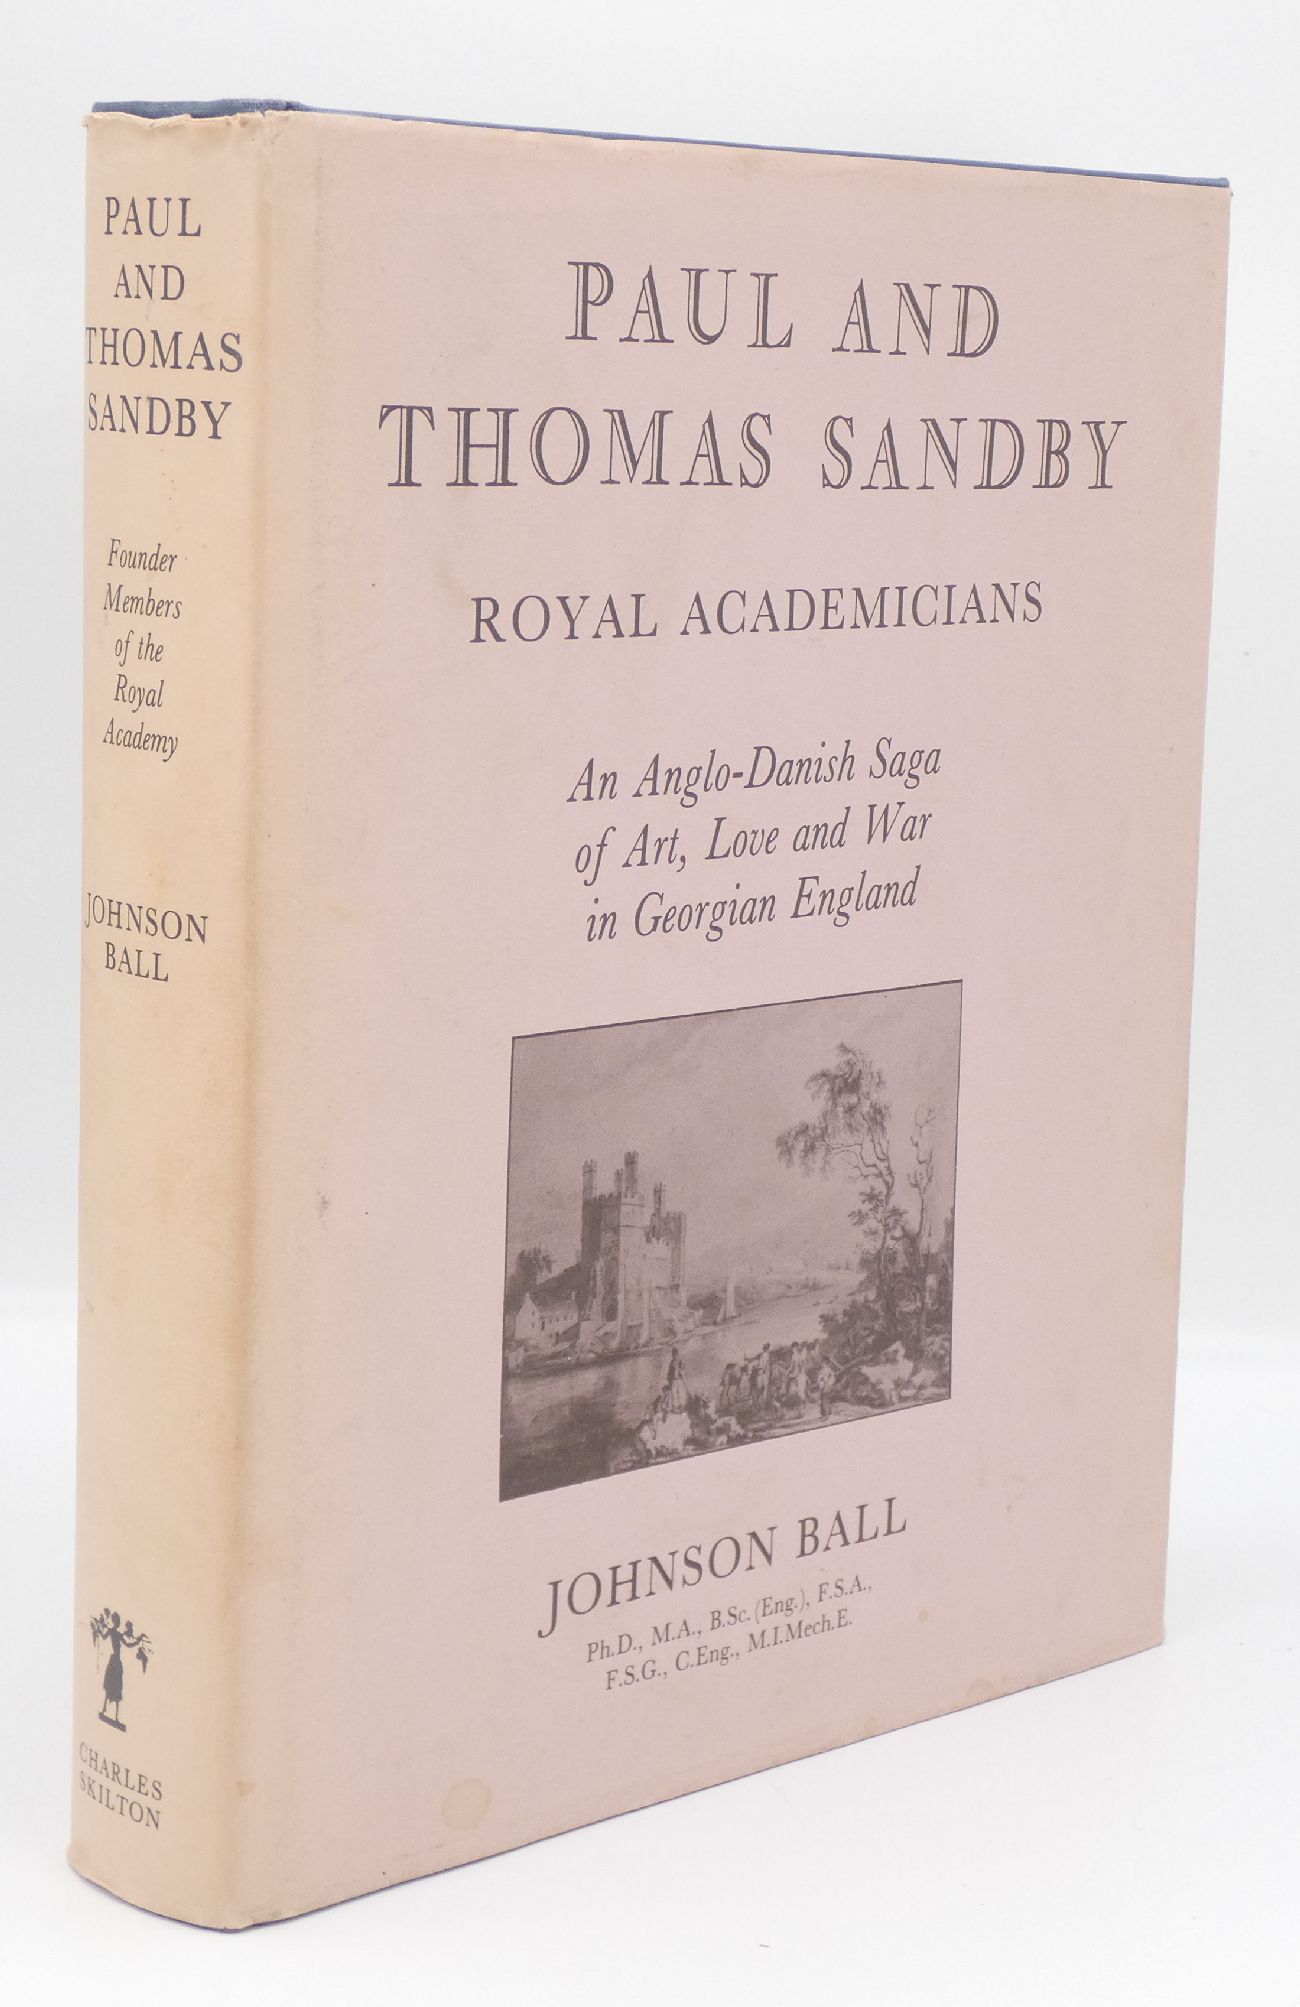 PAUL
AND
THOMAS
SANDBY
Founder
Members
of the
Royal
Academy
JOHNSON
BALL
CHARLES
SKILTON
PAUL AND
THOMAS SANDBY
ROYAL ACADEMICIANS
An Anglo-Danish Saga
of Art, Love and War
in Georgian England
JOHNSON BALL
Ph.D., M.A., B.Sc. (Eng.), F.S.A.,
F.S.G., C.Eng., M.I.Mech.E.